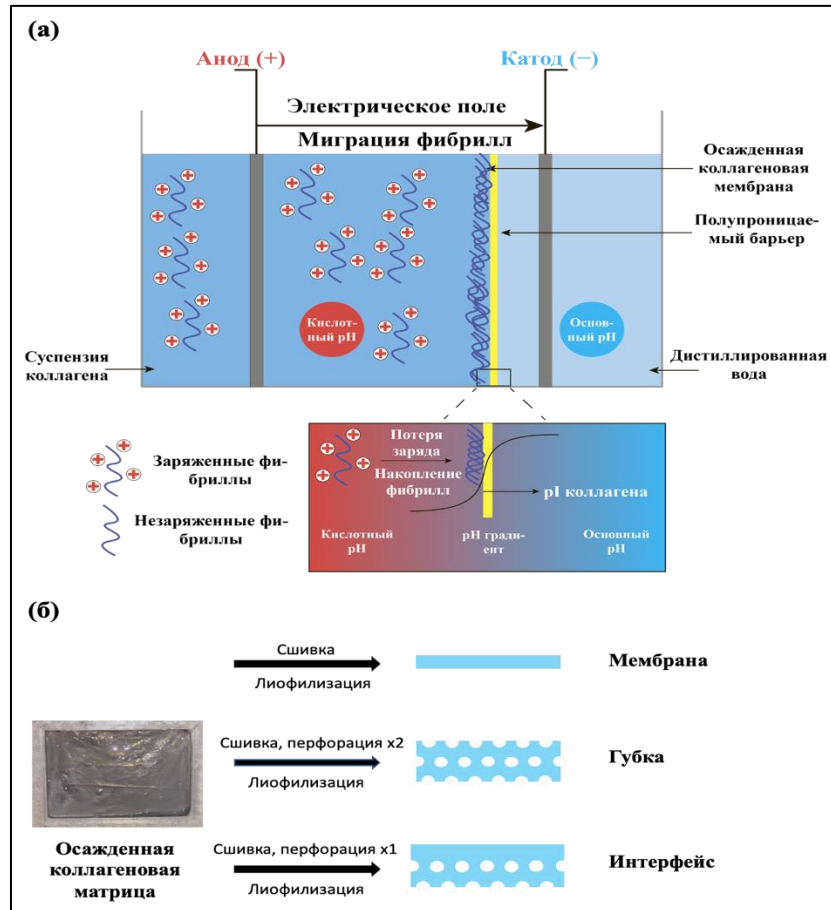 (а)
Анод (+)
Катод (−)
Электрическое поле
Миграция фибрилл
Осажденная
коллагеновая
мембрана
Полупроницае-
мый барьер
Кислот-
ный pH
Основ-
ный pH
Суспензия
коллагена
Дистиллированная
вода
Заряженные фи-
бриллы
Незаряженные фи-
бриллы
Потеря
заряда
Накопление
фибрилл
pI коллагена
Кислотный
pH
pH гради-
ент
Основный
pH
(б)
Сшивка
Лиофилизация
Мембрана
Сшивка, перфорация x2
Лиофилизация
Губка
Осажденная
коллагеновая
матрица
Сшивка, перфорация x1
Лиофилизация
Интерфейс